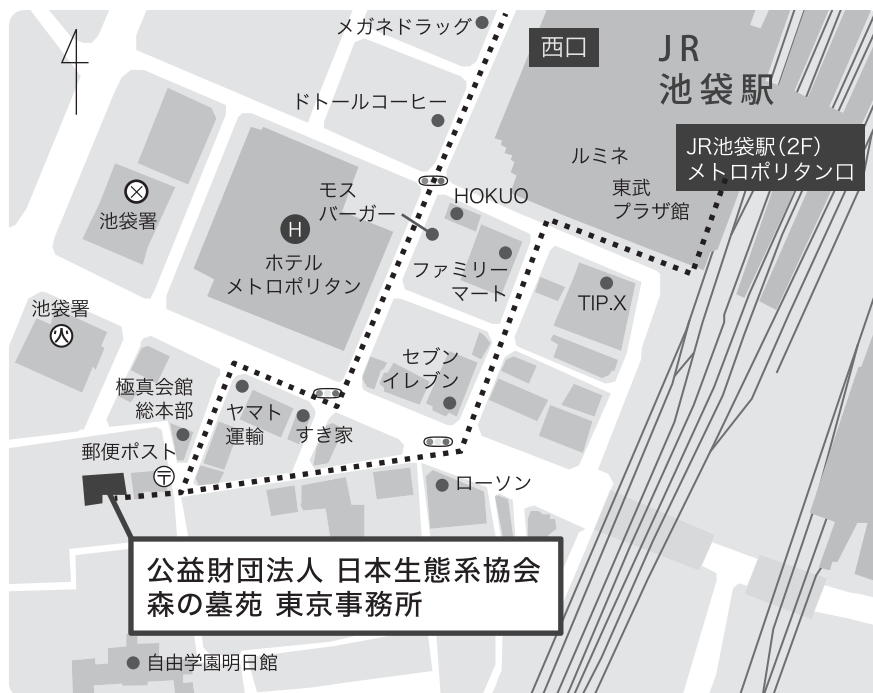 メガネドラッグ
西口
JR
池袋駅
ドトールコーヒー
JR池袋駅(2F)
メトロポリタン口
ルミネ
東武
プラザ館
モス
バーガー
HOKUO
池袋署
H
ホテル
メトロポリタン
ファミリー
マート
TIP.X
池袋署
火
セブン
イレブン
極真会館
総本部
ヤマト
運輸
すき家
郵便ポスト
〒
ローソン
公益財団法人 日本生態系協会
森の墓苑 東京事務所
自由学園明日館